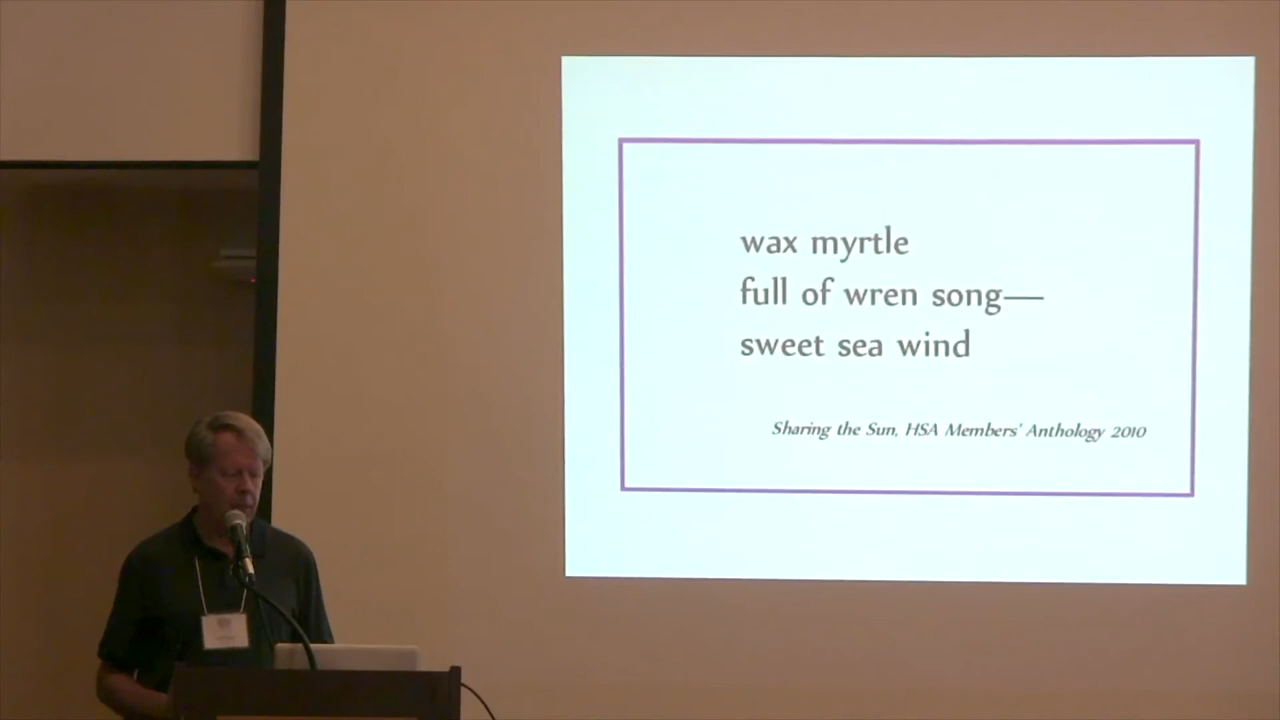 wax myrtle
full of wren song—
sweet sea wind
Sharing the Sun, HSA Members' Anthology 2010